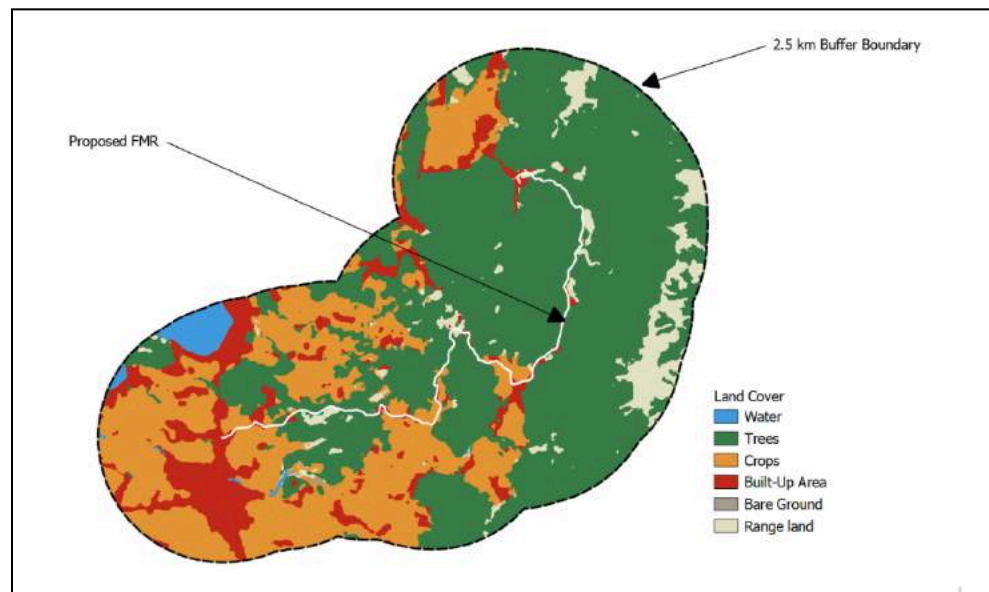 2.5 km Buffer Boundary
Proposed FMR
Land Cover
Water
Trees
Crops
Built-Up Area
Bare Ground
Range land